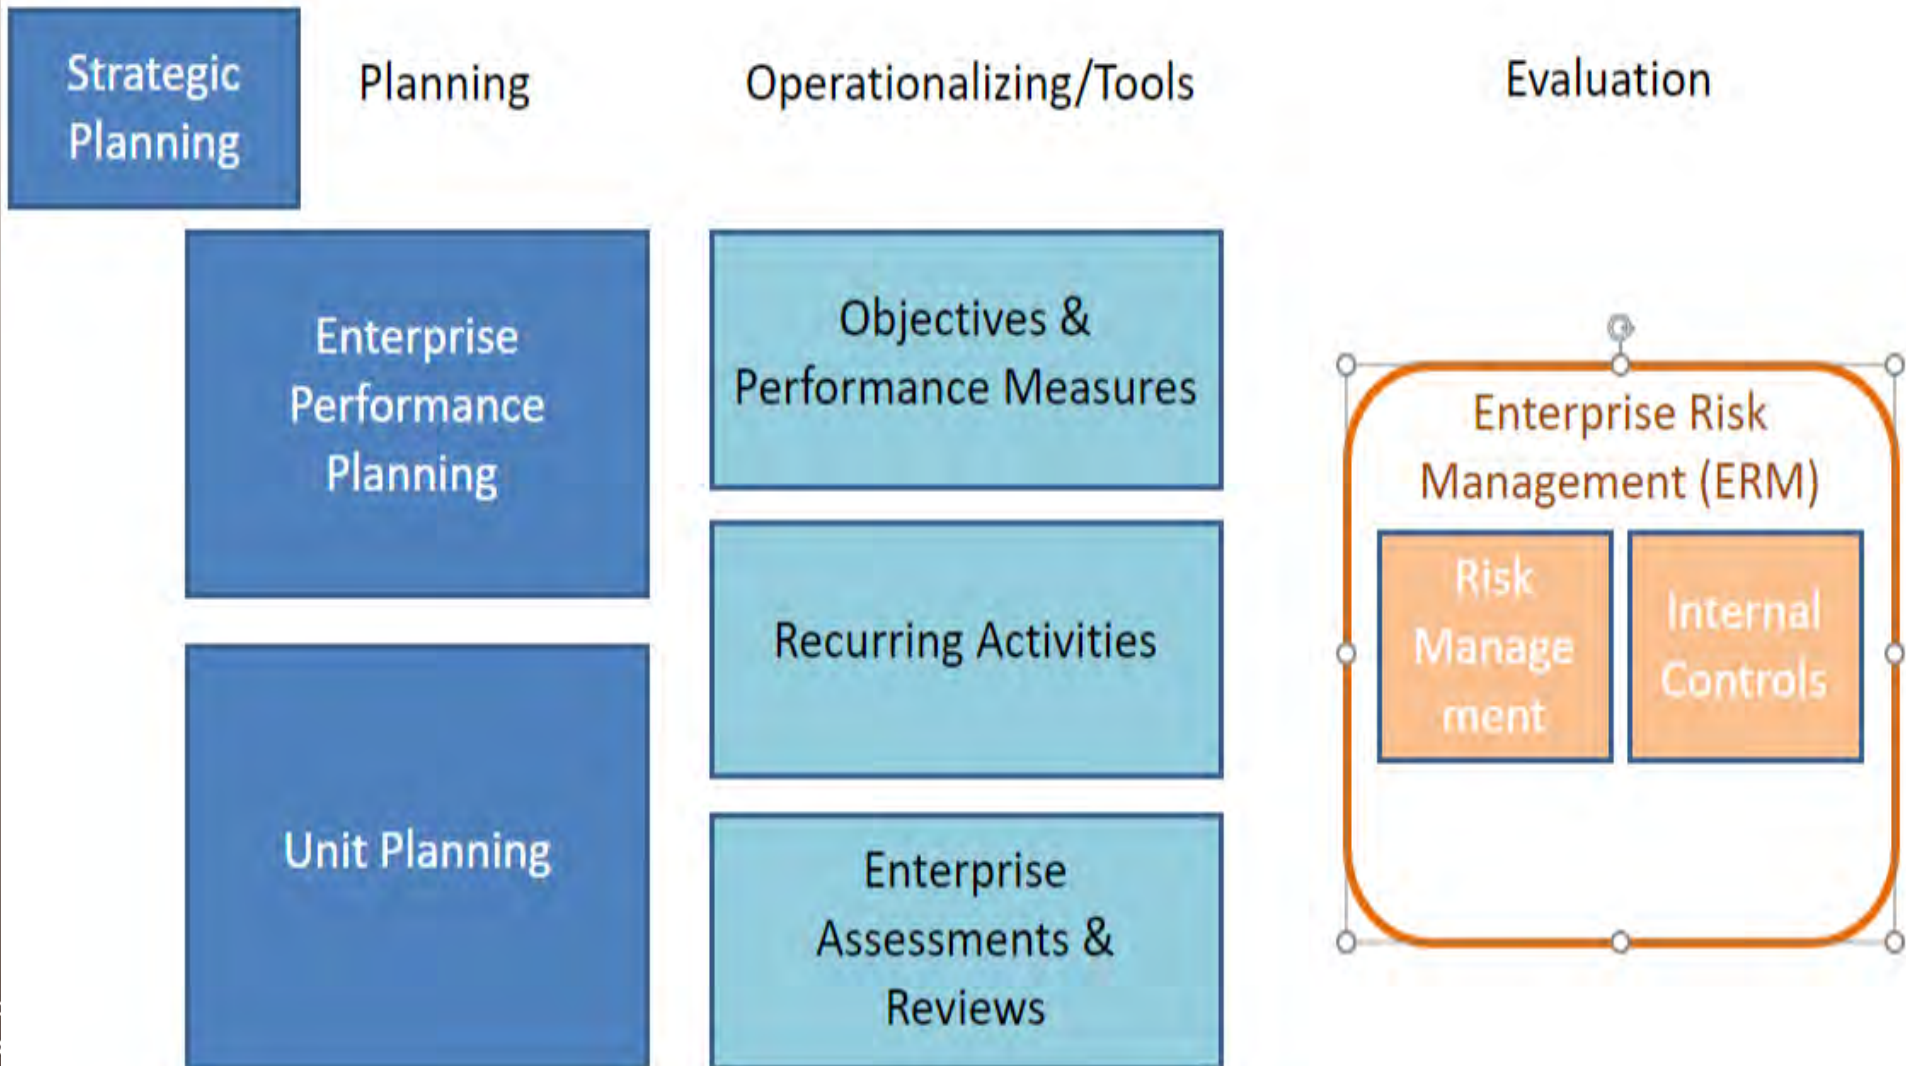 Strategic
Planning
Planning
Operationalizing/Tools
Evaluation
Enterprise
Performance
Planning
Unit Planning
Objectives &
Performance Measures
Recurring Activities
Enterprise
Assessments &
Reviews
Enterprise Risk
Management (ERM)
Risk
Manage
ment
Internal
Controls